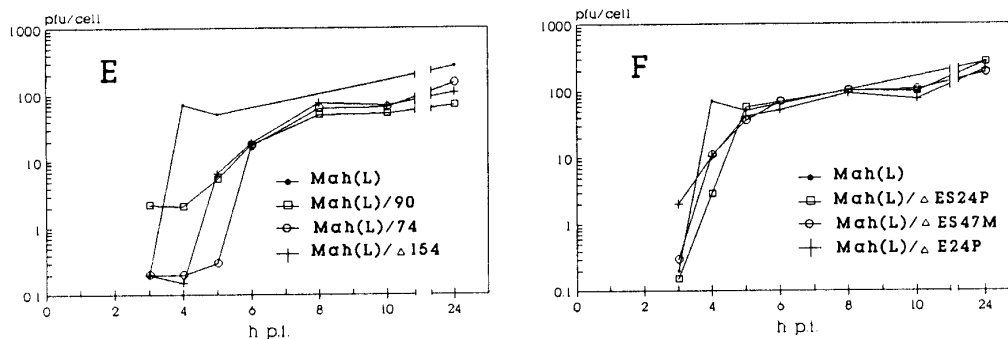 pfu/cell
1000
100
10
1
0.1
E
Mah(L)
Mah(L)/90
Mah(L)/74
Mah(L)/△154
0 2 4 6 8 10 24
h p.i.
pfu/cell
1000
100
10
1
0.1
F
Mah(L)
Mah(L)/△ ES24P
Mah(L)/△ ES47M
Mah(L)/△ E24P
0 2 4 6 8 10 24
h p.i.